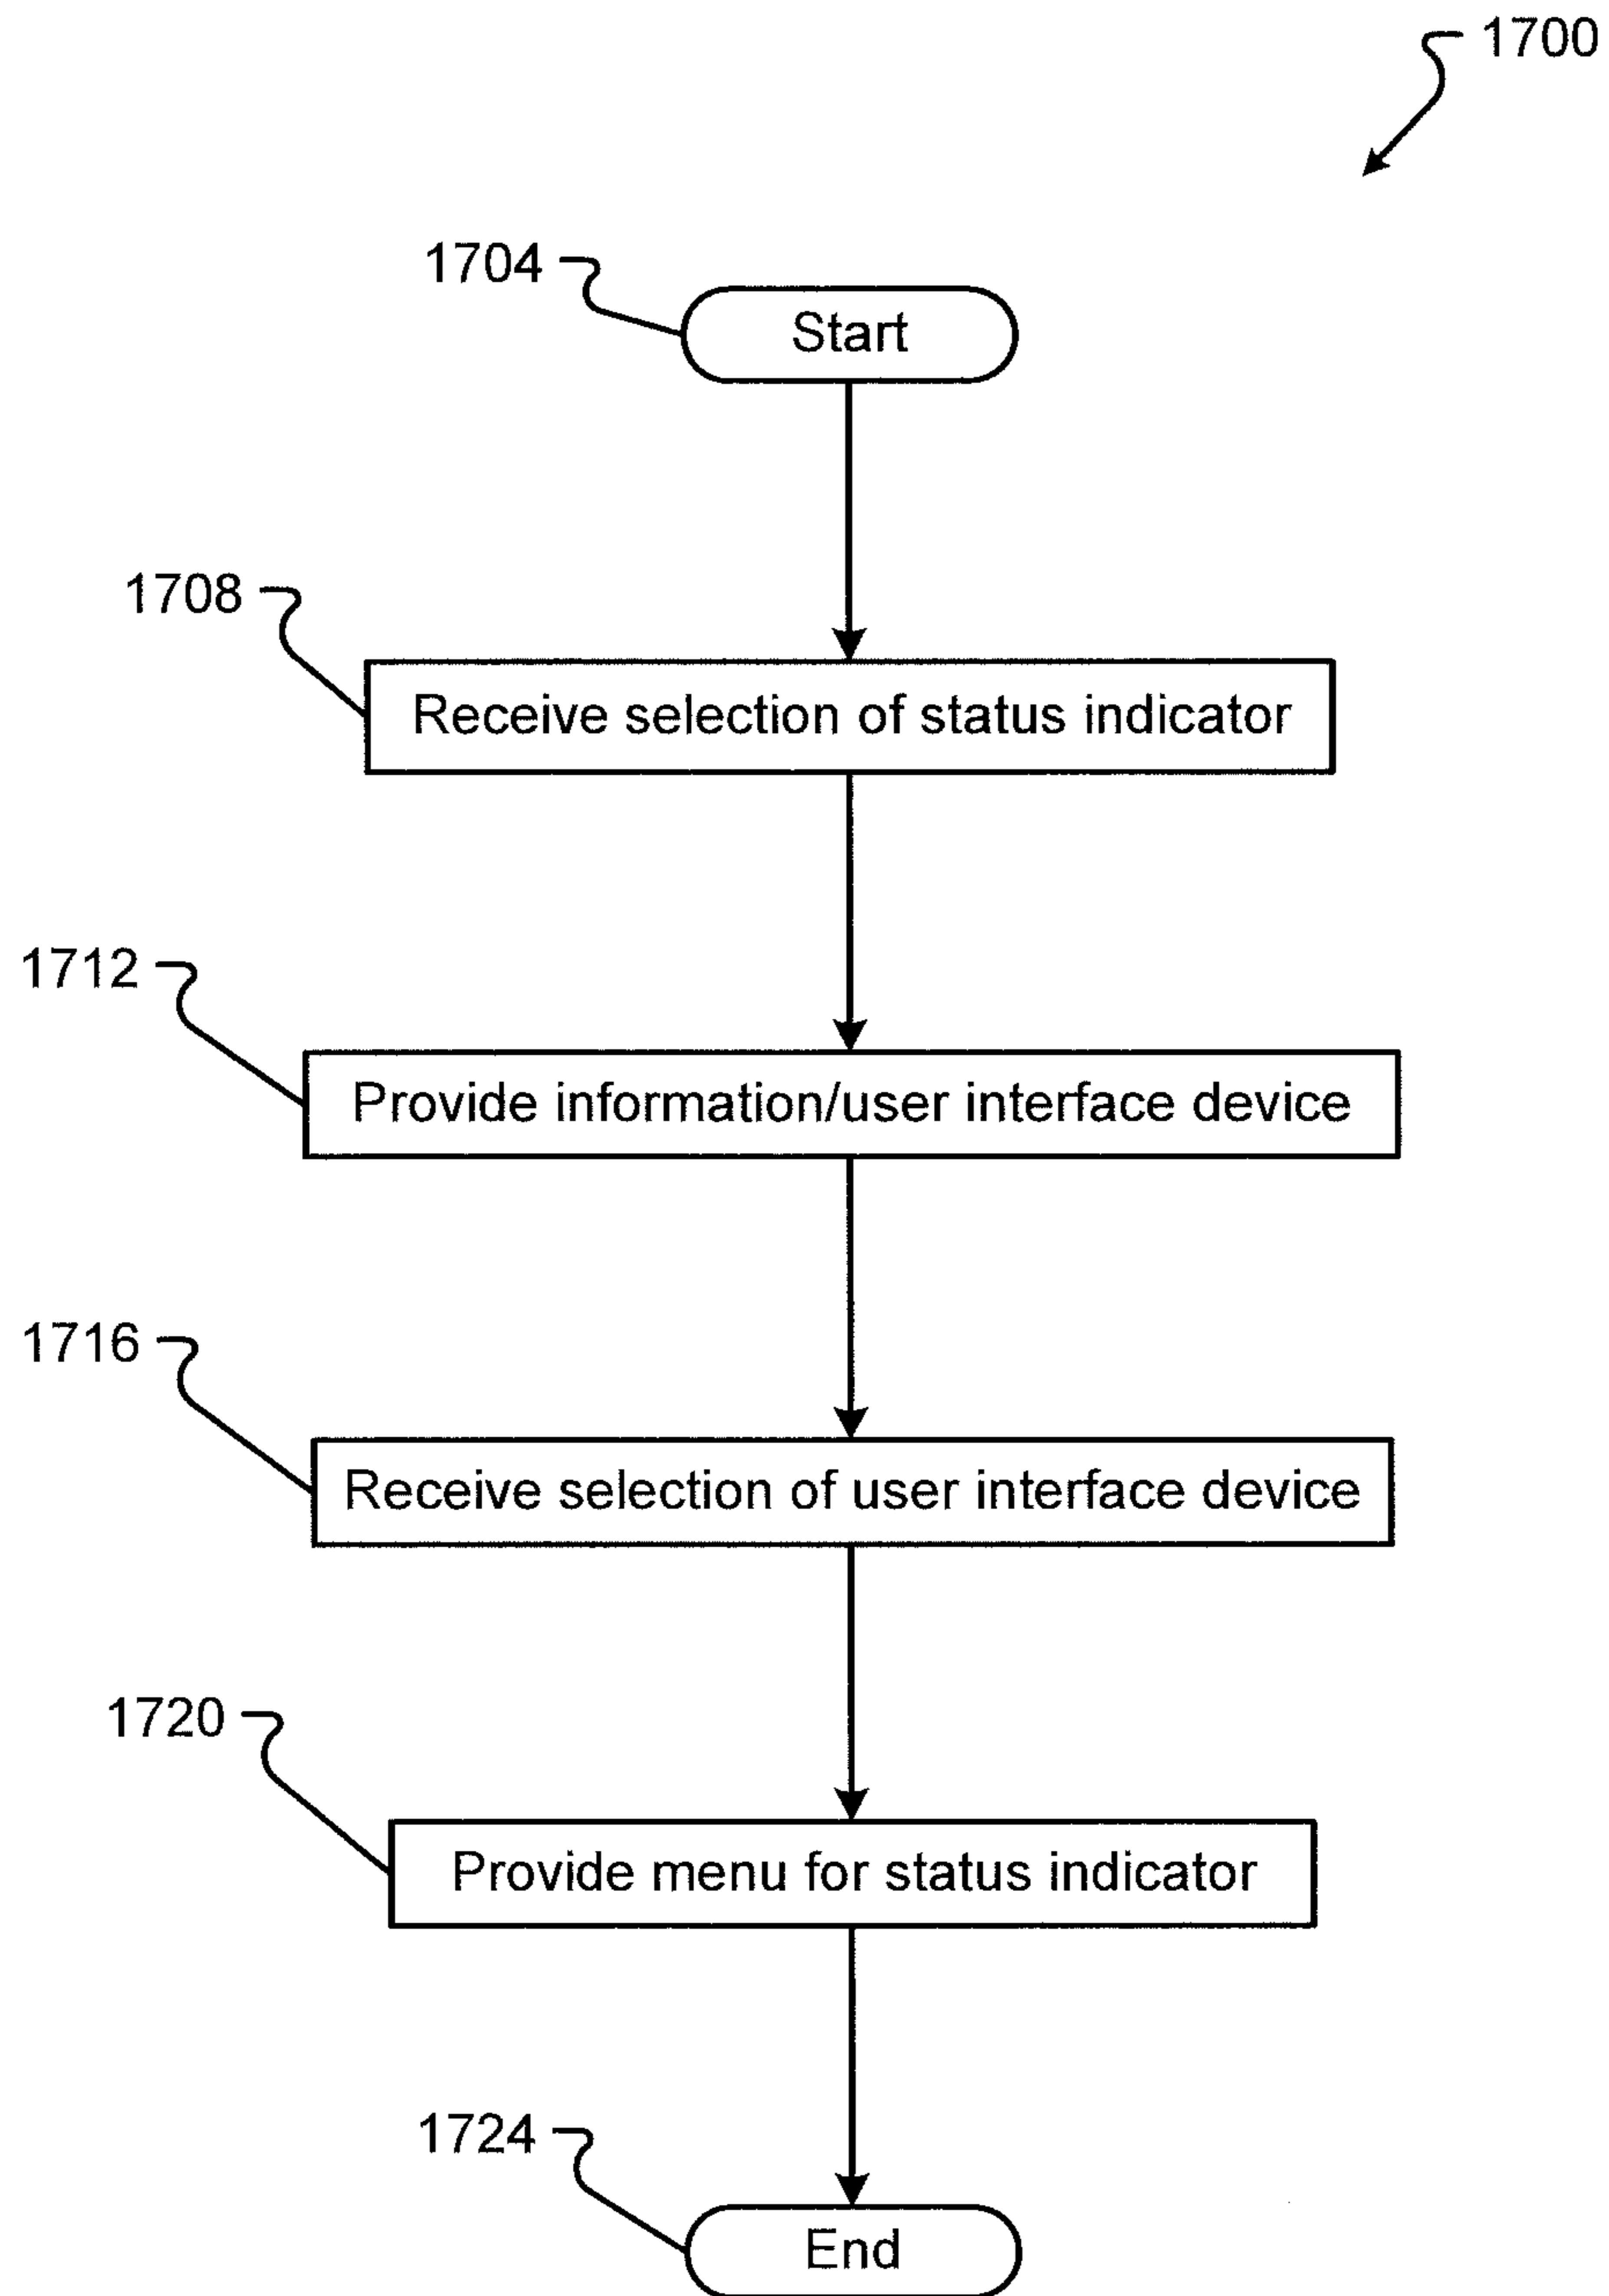 1700
1704
Start
1708
Receive selection of status indicator
1712
Provide information/user interface device
1716
Receive selection of user interface device
1720
Provide menu for status indicator
1724
End